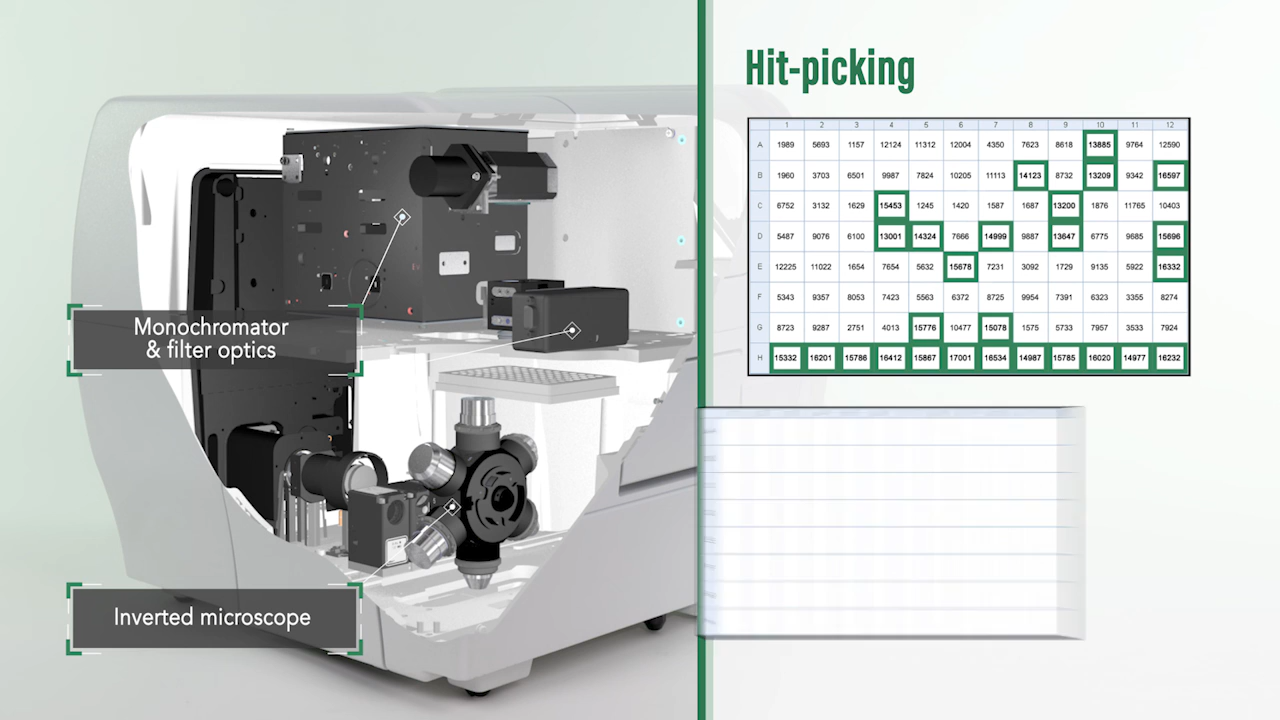 Hit-picking
1 2 3 4 5 6 7 8 9 10 11 12
A 1989 5693 1157 12124 11312 12004 4350 7623 8618 13885 9764 12590
B 1960 3703 6501 9987 7824 10205 11113 14123 8732 13209 9342 16597
C 6752 3132 1629 15453 1245 1420 1587 1687 13200 1876 11765 10403
D 5487 9076 6100 13001 14324 7666 14999 9887 13647 6775 9685 15696
E 12225 11022 1654 7654 5632 15678 7231 3092 1729 9135 5922 16332
F 5343 9357 8053 7423 5563 6372 8725 9954 7391 6323 3355 8274
G 8723 9287 2751 4013 15776 10477 15078 1575 5733 7957 3533 7924
H 15332 16201 15786 16412 15867 17001 16534 14987 15785 16020 14977 16232
Monochromator
& filter optics
Inverted microscope